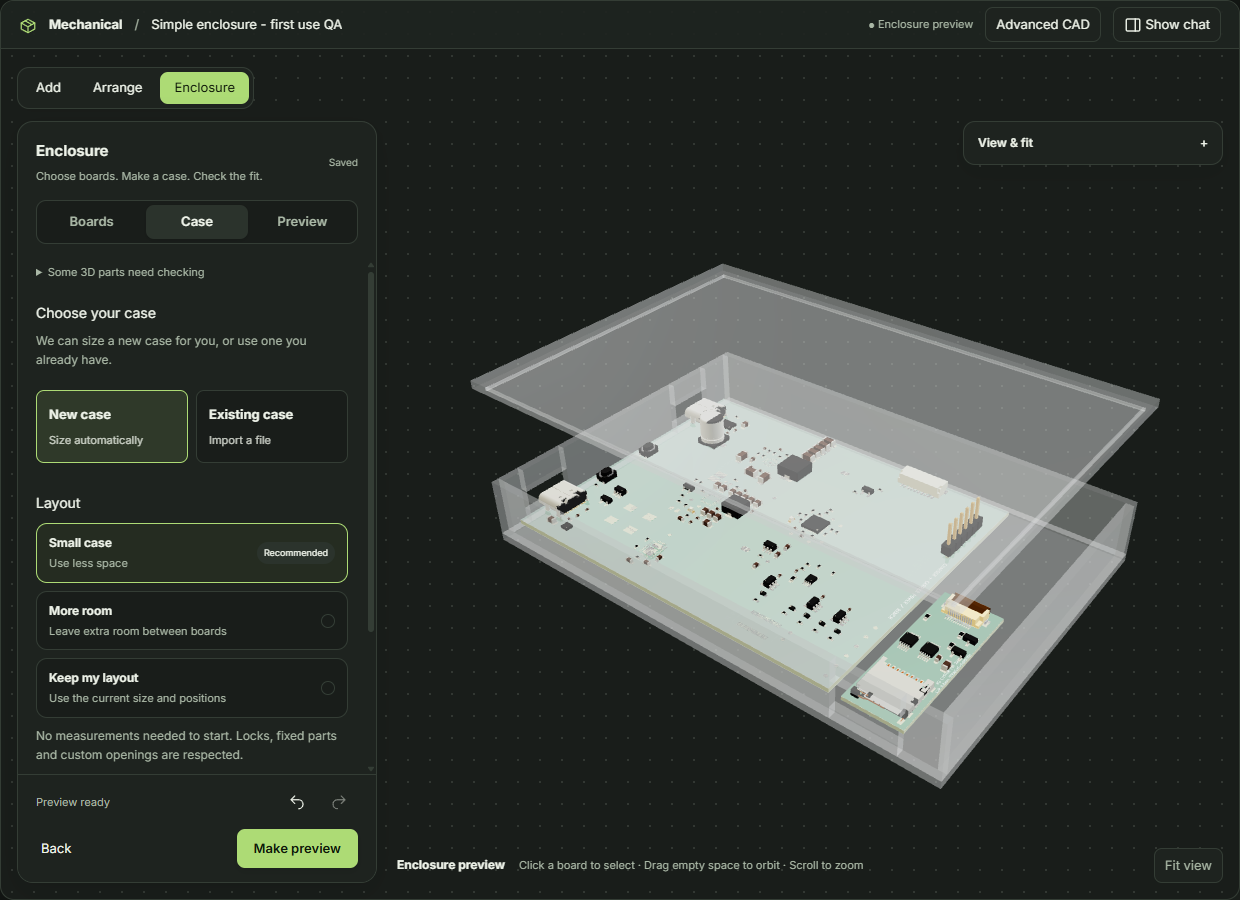 Mechanical / Simple enclosure - first use QA
Enclosure preview
Advanced CAD
Show chat
Add
Arrange
Enclosure
Enclosure
Choose boards. Make a case. Check the fit.
Saved
Boards
Case
Preview
Some 3D parts need checking
Choose your case
We can size a new case for you, or use one you
already have.
New case
Size automatically
Existing case
Import a file
Layout
Small case
Use less space
Recommended
More room
Leave extra room between boards
Keep my layout
Use the current size and positions
No measurements needed to start. Locks, fixed parts
and custom openings are respected.
Preview ready
Back
Make preview
View & fit
+
Enclosure preview
Click a board to select · Drag empty space to orbit · Scroll to zoom
Fit view